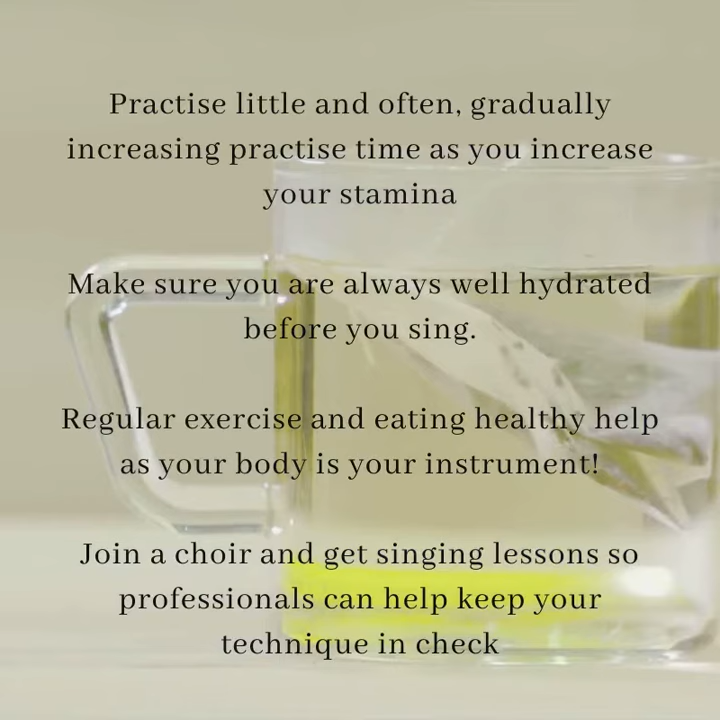 Practise little and often, gradually
increasing practise time as you increase
your stamina
Make sure you are always well hydrated
before you sing.
Regular exercise and eating healthy help
as your body is your instrument!
Join a choir and get singing lessons so
professionals can help keep your
technique in check